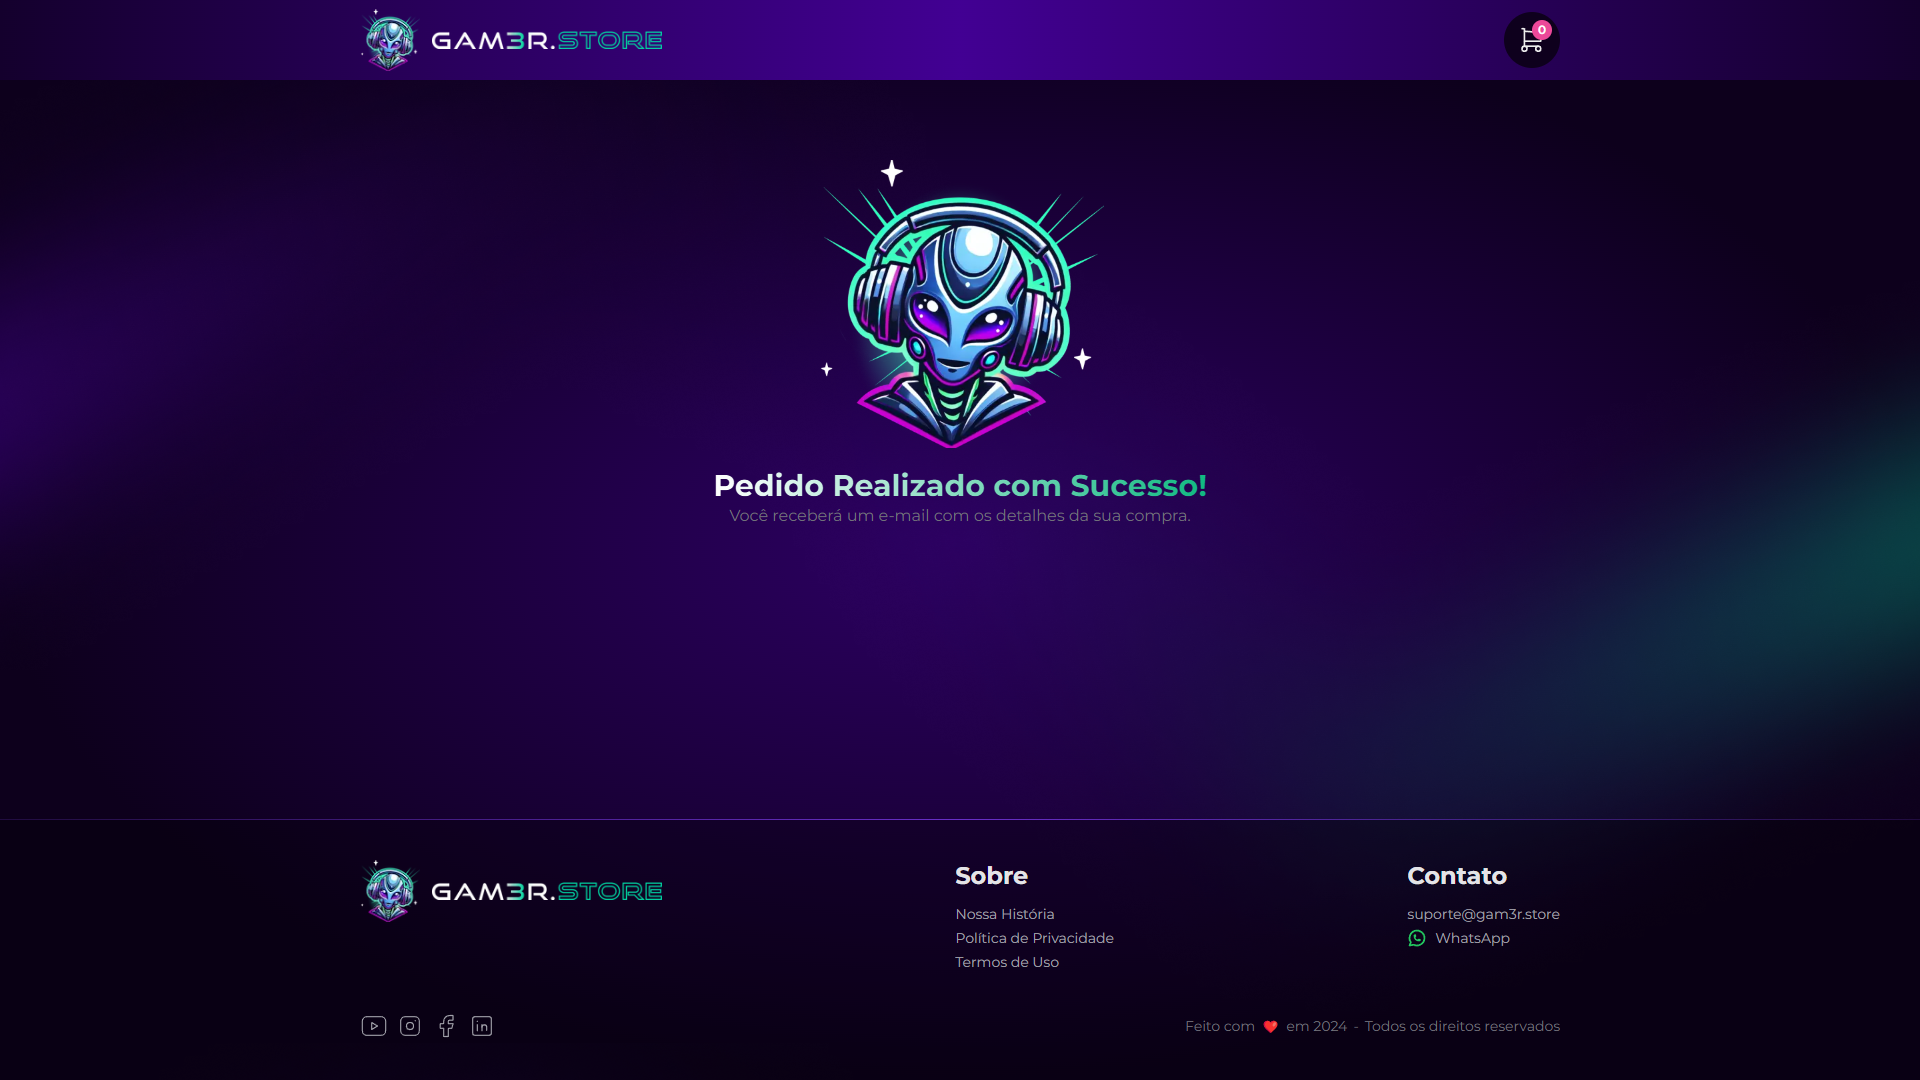 GAM3R.STORE
0
Pedido Realizado com Sucesso!
Você receberá um e-mail com os detalhes da sua compra.
GAM3R.STORE
Sobre
Nossa História
Política de Privacidade
Termos de Uso
Contato
suporte@gam3r.store
WhatsApp
in
Feito com ❤ em 2024 - Todos os direitos reservados